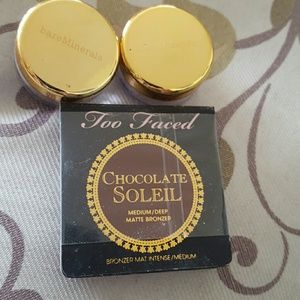 bareMinerals
Too Faced
CHOCOLATE
SOLEIL
MEDIUM/DEEP
MATTE BRONZER
BRONZER MAT INTENSE/MEDIUM